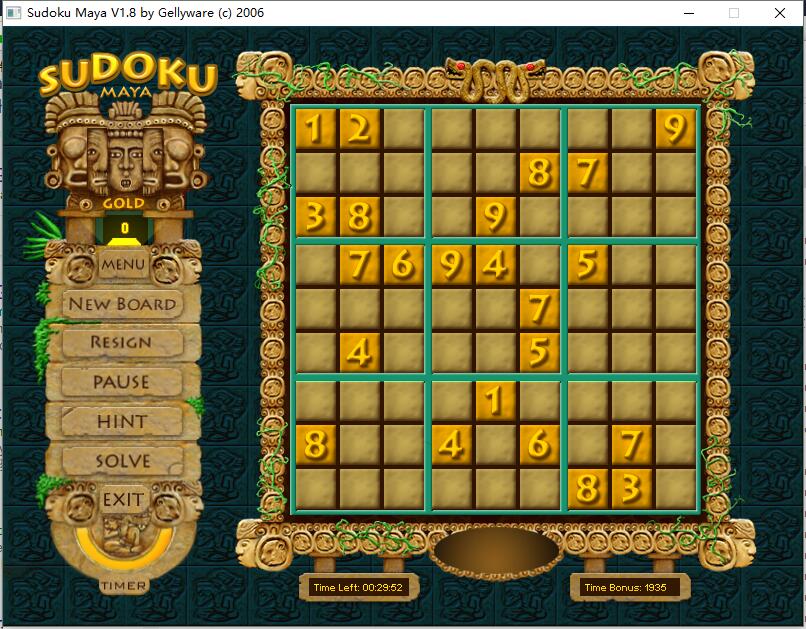 Sudoku Maya V1.8 by Gellyware (c) 2006
SUDOKU
MAYA
GOLD
0
MENU
NEW BOARD
RESIGN
PAUSE
HINT
SOLVE
EXIT
TIMER
1 2 9
8 7
3 8 9
7 6 9 4 5
7
4 5
1
8 4 6 7
8 3
Time Left: 00:29:52
Time Bonus: 1935